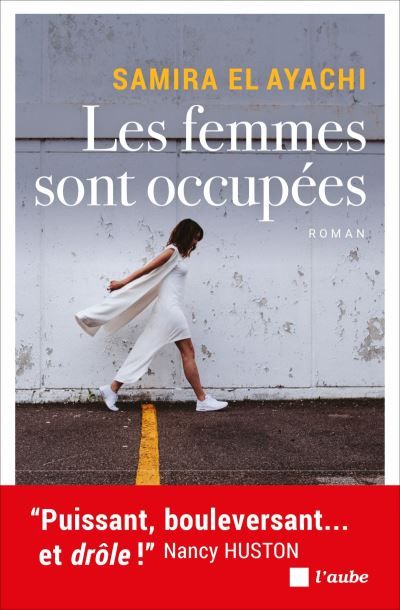 SAMIRA EL AYACHI
Les femmes
sont occupées
ROMAN
“Puissant, bouleversant...
et drôle !” Nancy HUSTON
l'aube